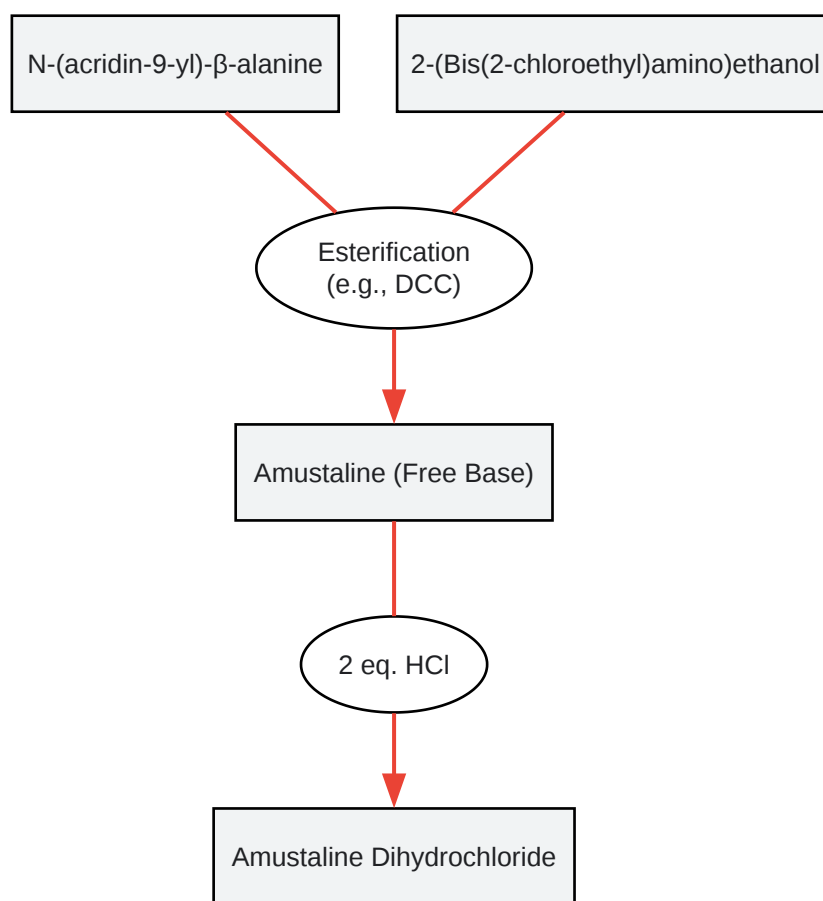 N-(acridin-9-yl)-β-alanine
2-(Bis(2-chloroethyl)amino)ethanol
Esterification
(e.g., DCC)
Amustaline (Free Base)
2 eq. HCl
Amustaline Dihydrochloride